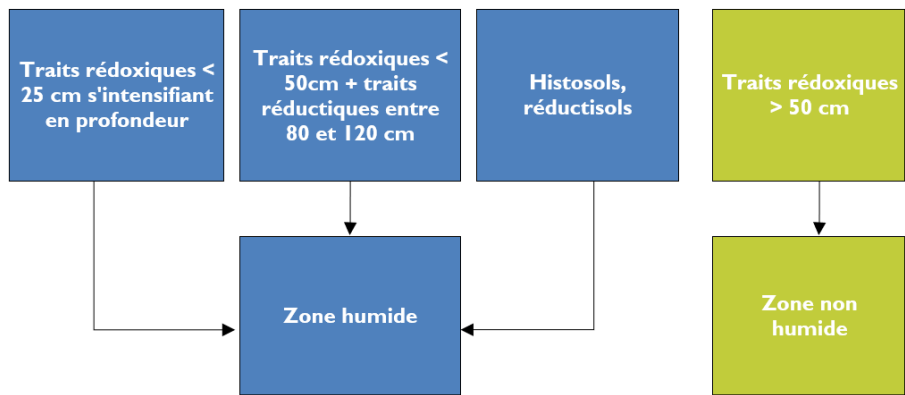 Traits rédoxiques <
25 cm s'intensifiant
en profondeur
Traits rédoxiques <
50cm + traits
réductiques entre
80 et 120 cm
Histosols,
réductisols
Traits rédoxiques
> 50 cm
Zone humide
Zone non
humide